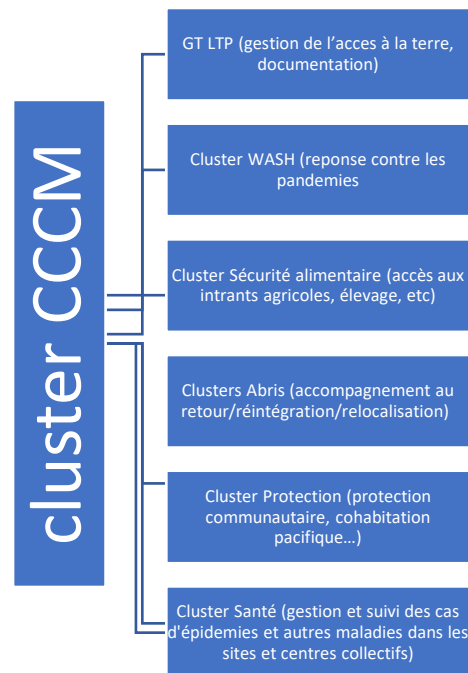 cluster CCCM
GT LTP (gestion de l'acces à la terre,
documentation)
Cluster WASH (reponse contre les
pandemies
Cluster Sécurité alimentaire (accès aux
intrants agricoles, élevage, etc)
Clusters Abris (accompagnement au
retour/réintégration/relocalisation)
Cluster Protection (protection
communautaire, cohabitation
pacifique…)
Cluster Santé (gestion et suivi des cas
d'épidemies et autres maladies dans les
sites et centres collectifs)